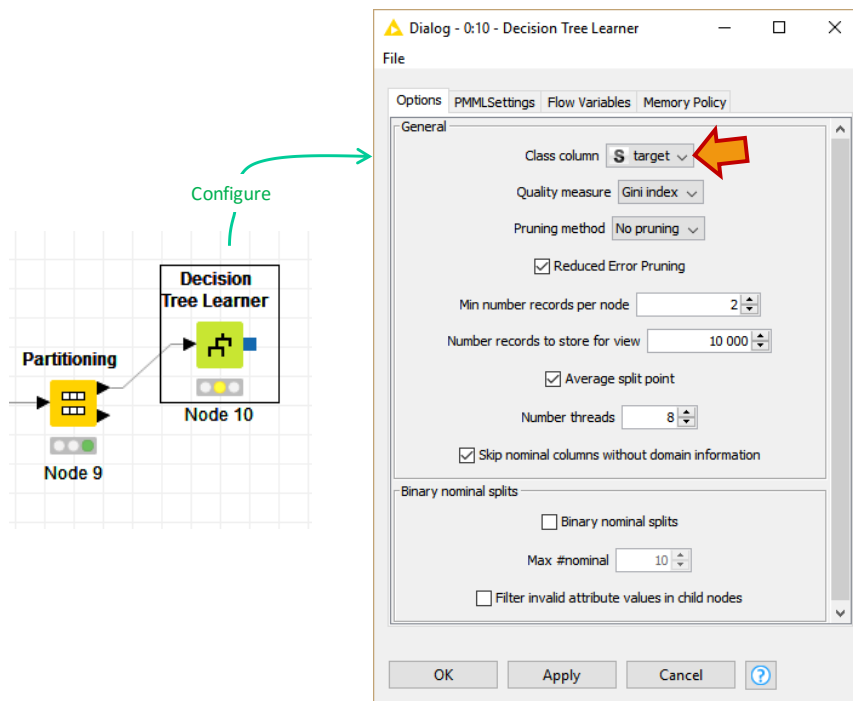 Dialog - 0:10 - Decision Tree Learner
File
Options PMMLSettings Flow Variables Memory Policy
General
Class column S target
Quality measure Gini index
Pruning method No pruning
Reduced Error Pruning
Min number records per node 2
Number records to store for view 10 000
Average split point
Number threads 8
Skip nominal columns without domain information
Binary nominal splits
Binary nominal splits
Max #nominal 10
Filter invalid attribute values in child nodes
OK Apply Cancel ?
Configure
Decision
Tree Learner
Node 10
Partitioning
Node 9